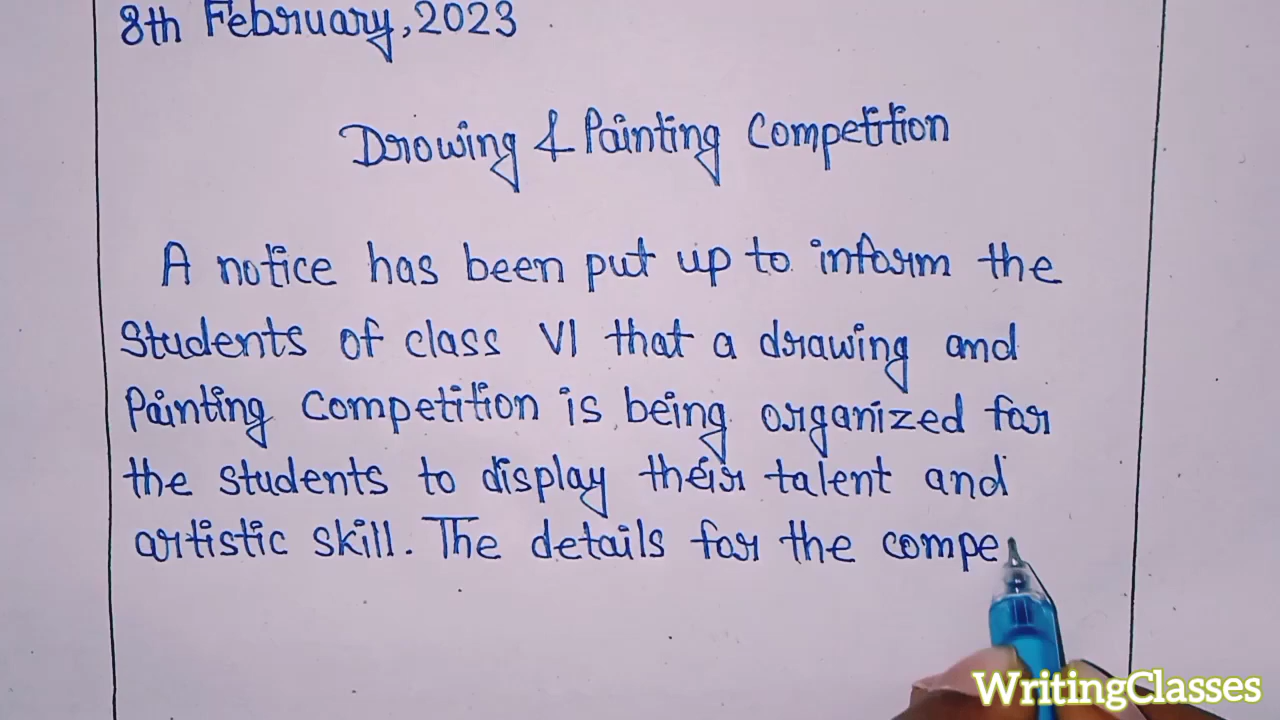 8th February, 2023
Drowing & Painting Competition
A notice has been put up to inform the
Students of class VI that a drawing and
Painting Competition is being organized for
the students to display their talent and
artistic skill. The details for the compe
WritingClasses